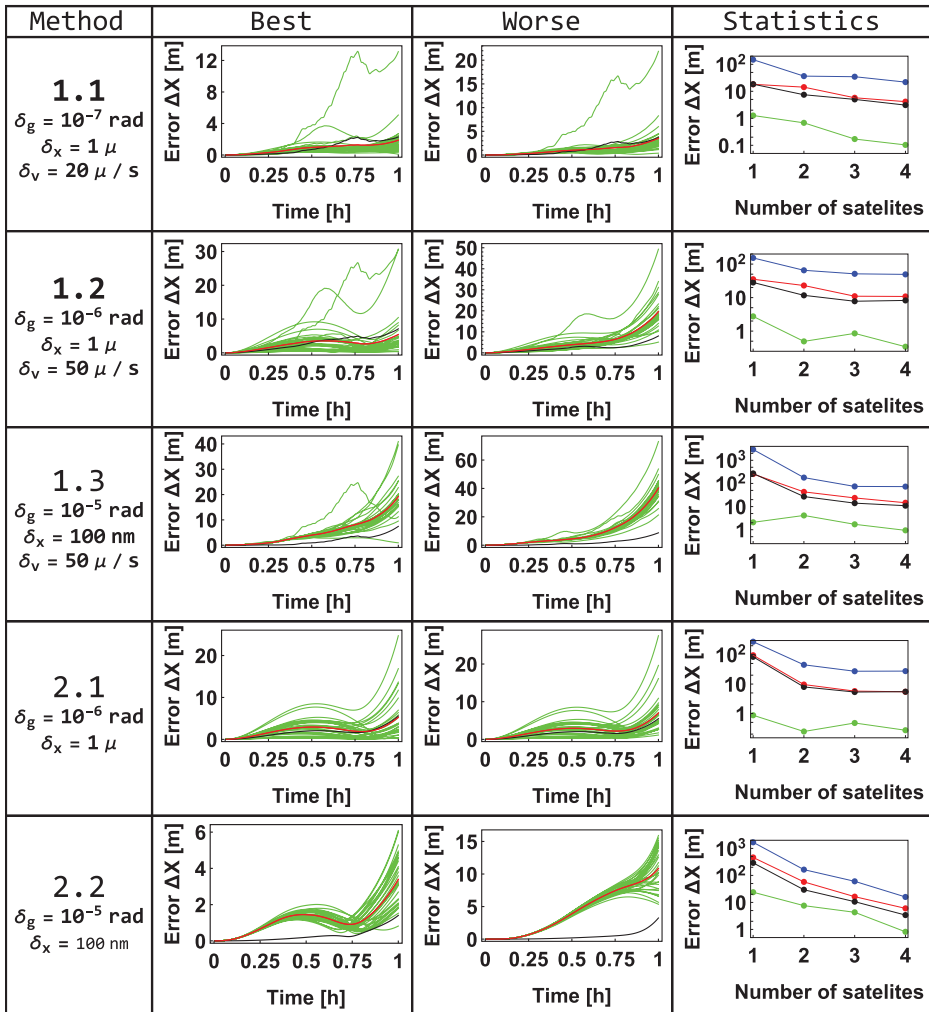 Method Best Worse Statistics
1.1
δg = 10⁻⁷ rad
δx = 1 μ
δv = 20 μ / s
Error ΔX [m]
12
8
4
0
0 0.25 0.5 0.75 1
Time [h]
Error ΔX [m]
20
15
10
5
0
0 0.25 0.5 0.75 1
Time [h]
Error ΔX [m]
10²
10
1
0.1
1 2 3 4
Number of satelites
1.2
δg = 10⁻⁶ rad
δx = 1 μ
δv = 50 μ / s
Error ΔX [m]
30
20
10
0
0 0.25 0.5 0.75 1
Time [h]
Error ΔX [m]
50
40
30
20
10
0
0 0.25 0.5 0.75 1
Time [h]
Error ΔX [m]
10²
10
1
1 2 3 4
Number of satelites
1.3
δg = 10⁻⁵ rad
δx = 100 nm
δv = 50 μ / s
Error ΔX [m]
40
30
20
10
0
0 0.25 0.5 0.75 1
Time [h]
Error ΔX [m]
60
40
20
0
0 0.25 0.5 0.75 1
Time [h]
Error ΔX [m]
10³
10²
10
1
1 2 3 4
Number of satelites
2.1
δg = 10⁻⁶ rad
δx = 1 μ
Error ΔX [m]
20
10
0
0 0.25 0.5 0.75 1
Time [h]
Error ΔX [m]
20
10
0
0 0.25 0.5 0.75 1
Time [h]
Error ΔX [m]
10²
10
1
1 2 3 4
Number of satelites
2.2
δg = 10⁻⁵ rad
δx = 100 nm
Error ΔX [m]
6
4
2
0
0 0.25 0.5 0.75 1
Time [h]
Error ΔX [m]
15
10
5
0
0 0.25 0.5 0.75 1
Time [h]
Error ΔX [m]
10³
10²
10
1
1 2 3 4
Number of satelites